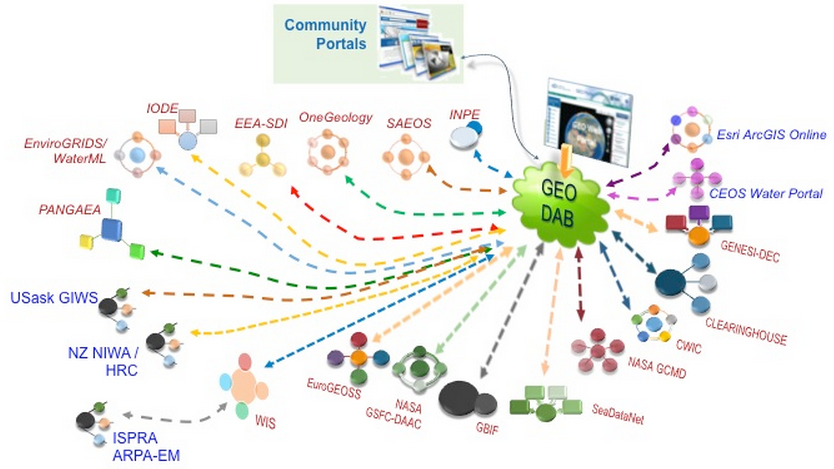 Community
Portals
IODE
EnviroGRIDS/
WaterML
EEA-SDI
OneGeology
SAEOS
INPE
Esri ArcGIS Online
CEOS Water Portal
GEO
DAB
PANGAEA
GENESI-DEC
USask GIWS
CLEARINGHOUSE
NZ NIWA /
HRC
CWIC
NASA GCMD
EuroGEOSS
NASA
GSFC-DAAC
GBIF
SeaDataNet
WIS
ISPRA
ARPA-EM